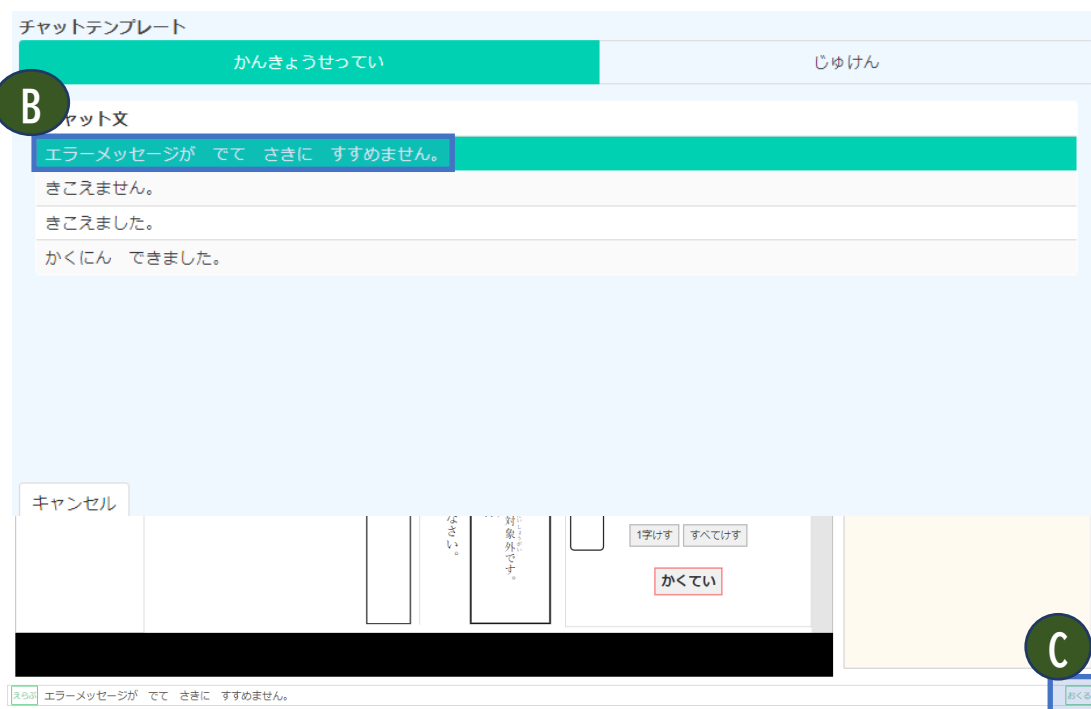 チャットテンプレート
かんきょうせってい
じゅけん
B
ャット文
エラーメッセージが　でて　さきに　すすめません。
きこえません。
きこえました。
かくにん　できました。
キャンセル
なさい。
対象外です。
1字けす
すべてけす
かくてい
C
えらぶ
エラーメッセージが　でて　さきに　すすめません。
おくる